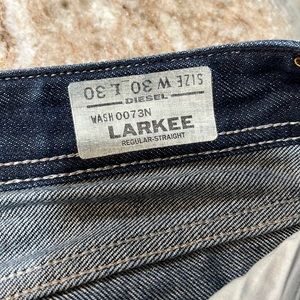 SIZE W 30 L 30
DIESEL
WASH 0073N
LARKEE
REGULAR-STRAIGHT